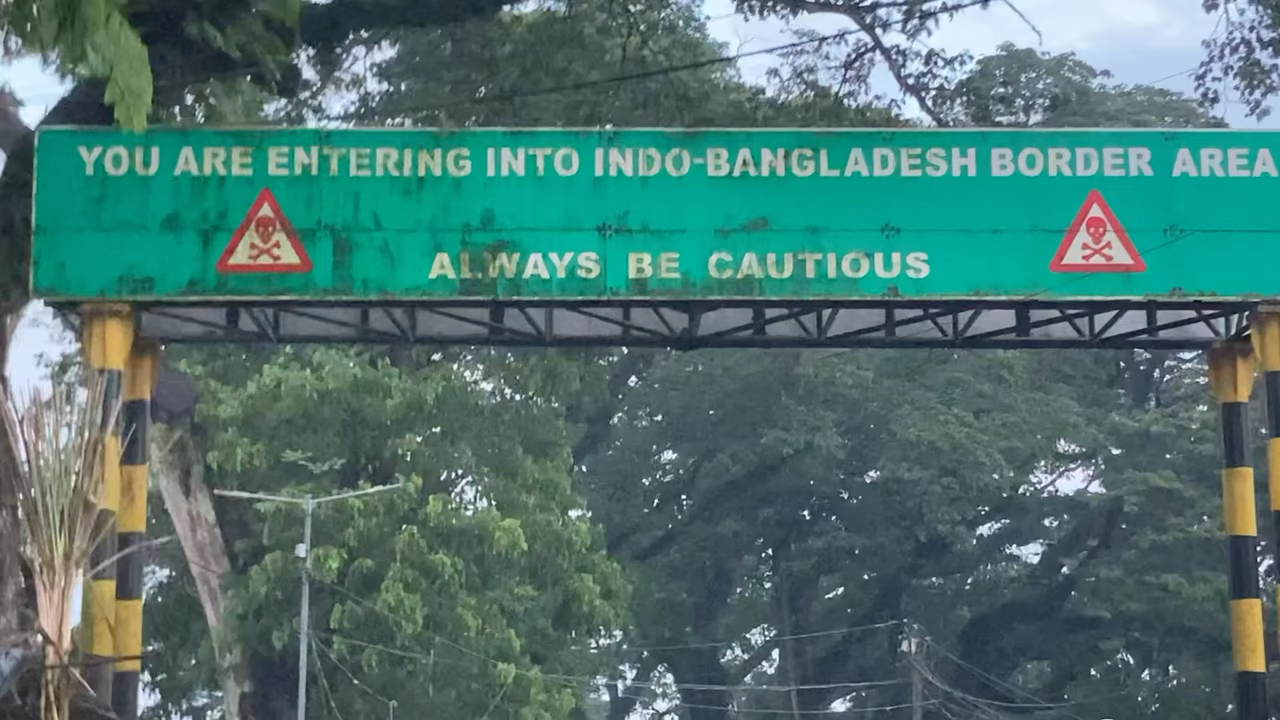 YOU ARE ENTERING INTO INDO-BANGLADESH BORDER AREA
ALWAYS BE CAUTIOUS